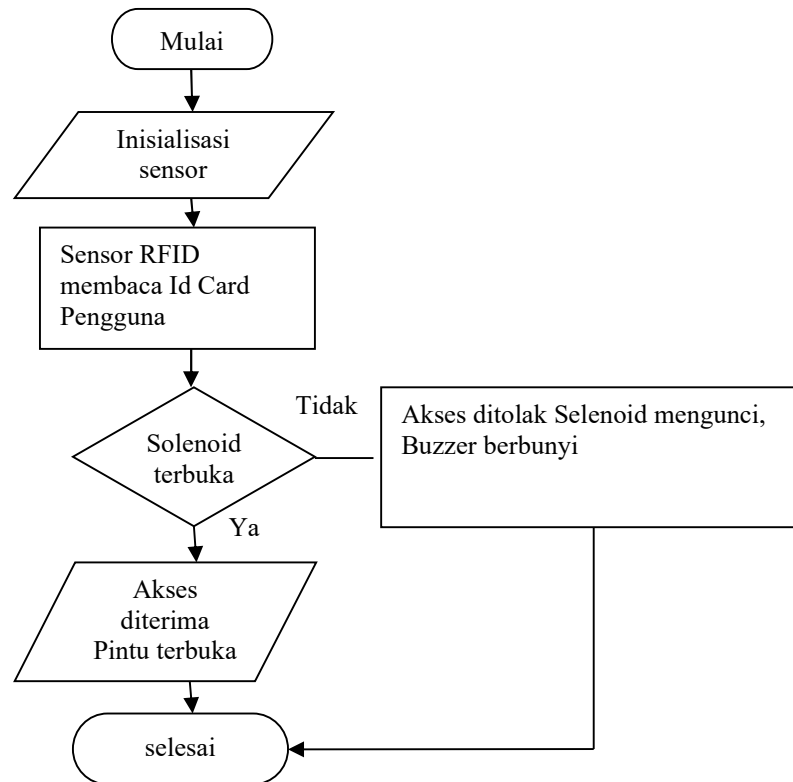 Mulai
Inisialisasi
sensor
Sensor RFID
membaca Id Card
Pengguna
Tidak
Solenoid
terbuka
Akses ditolak Selenoid mengunci,
Buzzer berbunyi
Ya
Akses
diterima
Pintu terbuka
selesai